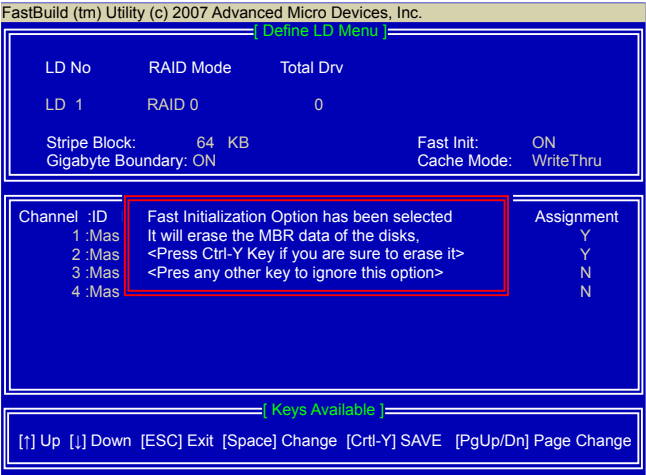 FastBuild (tm) Utility (c) 2007 Advanced Micro Devices, Inc.
[ Define LD Menu ]
LD No RAID Mode Total Drv
LD 1 RAID 0 0
Stripe Block: 64 KB Fast Init: ON
Gigabyte Boundary: ON Cache Mode: WriteThru
Channel :ID Assignment
1 :Mas Y
2 :Mas Y
3 :Mas N
4 :Mas N
Fast Initialization Option has been selected
It will erase the MBR data of the disks,
<Press Ctrl-Y Key if you are sure to erase it>
<Pres any other key to ignore this option>
[ Keys Available ]
[↑] Up [↓] Down [ESC] Exit [Space] Change [Crtl-Y] SAVE [PgUp/Dn] Page Change